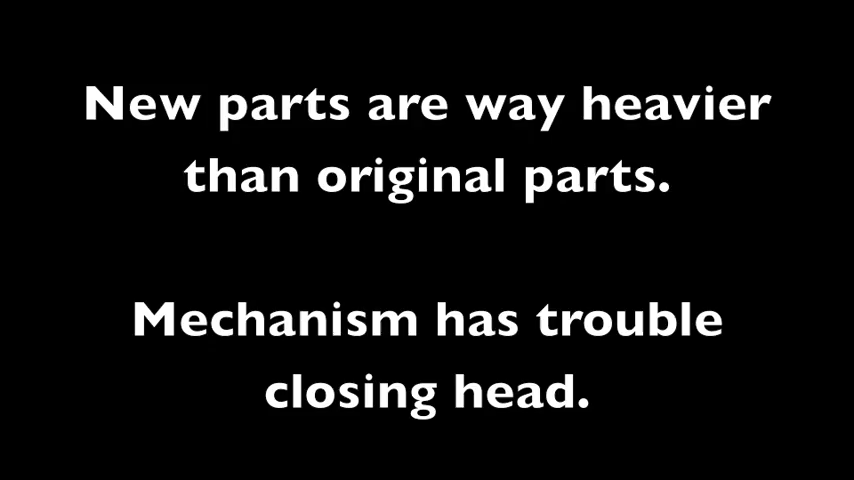 New parts are way heavier
than original parts.
Mechanism has trouble
closing head.